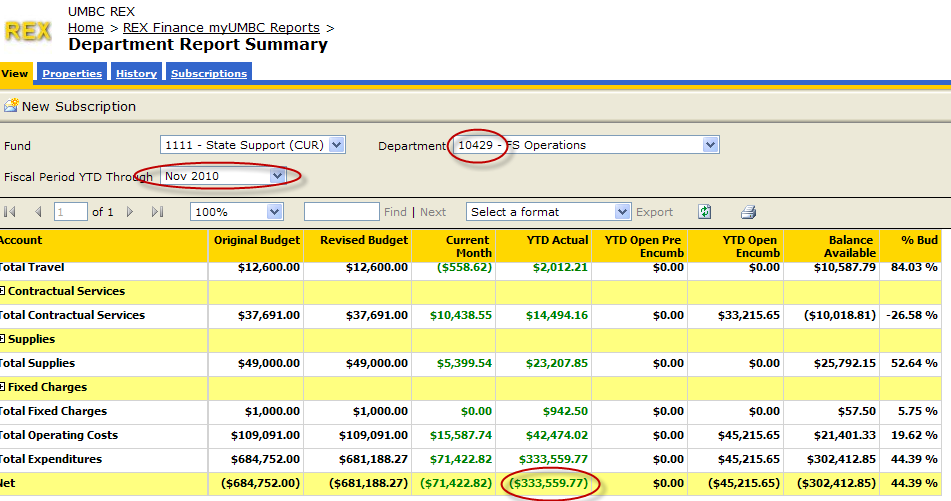 REX
UMBC REX
Home > REX Finance myUMBC Reports >
Department Report Summary
View Properties History Subscriptions
New Subscription
Fund 1111 - State Support (CUR) Department 10429 - FS Operations
Fiscal Period YTD Through Nov 2010
1 of 1 100% Find | Next Select a format Export
Account Original Budget Revised Budget Current Month YTD Actual YTD Open Pre Encumb YTD Open Encumb Balance Available % Bud
Total Travel $12,600.00 $12,600.00 ($558.62) $2,012.21 $0.00 $0.00 $10,587.79 84.03 %
Contractual Services
Total Contractual Services $37,691.00 $37,691.00 $10,438.55 $14,494.16 $0.00 $33,215.65 ($10,018.81) -26.58 %
Supplies
Total Supplies $49,000.00 $49,000.00 $5,399.54 $23,207.85 $0.00 $0.00 $25,792.15 52.64 %
Fixed Charges
Total Fixed Charges $1,000.00 $1,000.00 $0.00 $942.50 $0.00 $0.00 $57.50 5.75 %
Total Operating Costs $109,091.00 $109,091.00 $15,587.74 $42,474.02 $0.00 $45,215.65 $21,401.33 19.62 %
Total Expenditures $684,752.00 $681,188.27 $71,422.82 $333,559.77 $0.00 $45,215.65 $302,412.85 44.39 %
Net ($684,752.00) ($681,188.27) ($71,422.82) ($333,559.77) $0.00 ($45,215.65) ($302,412.85) 44.39 %